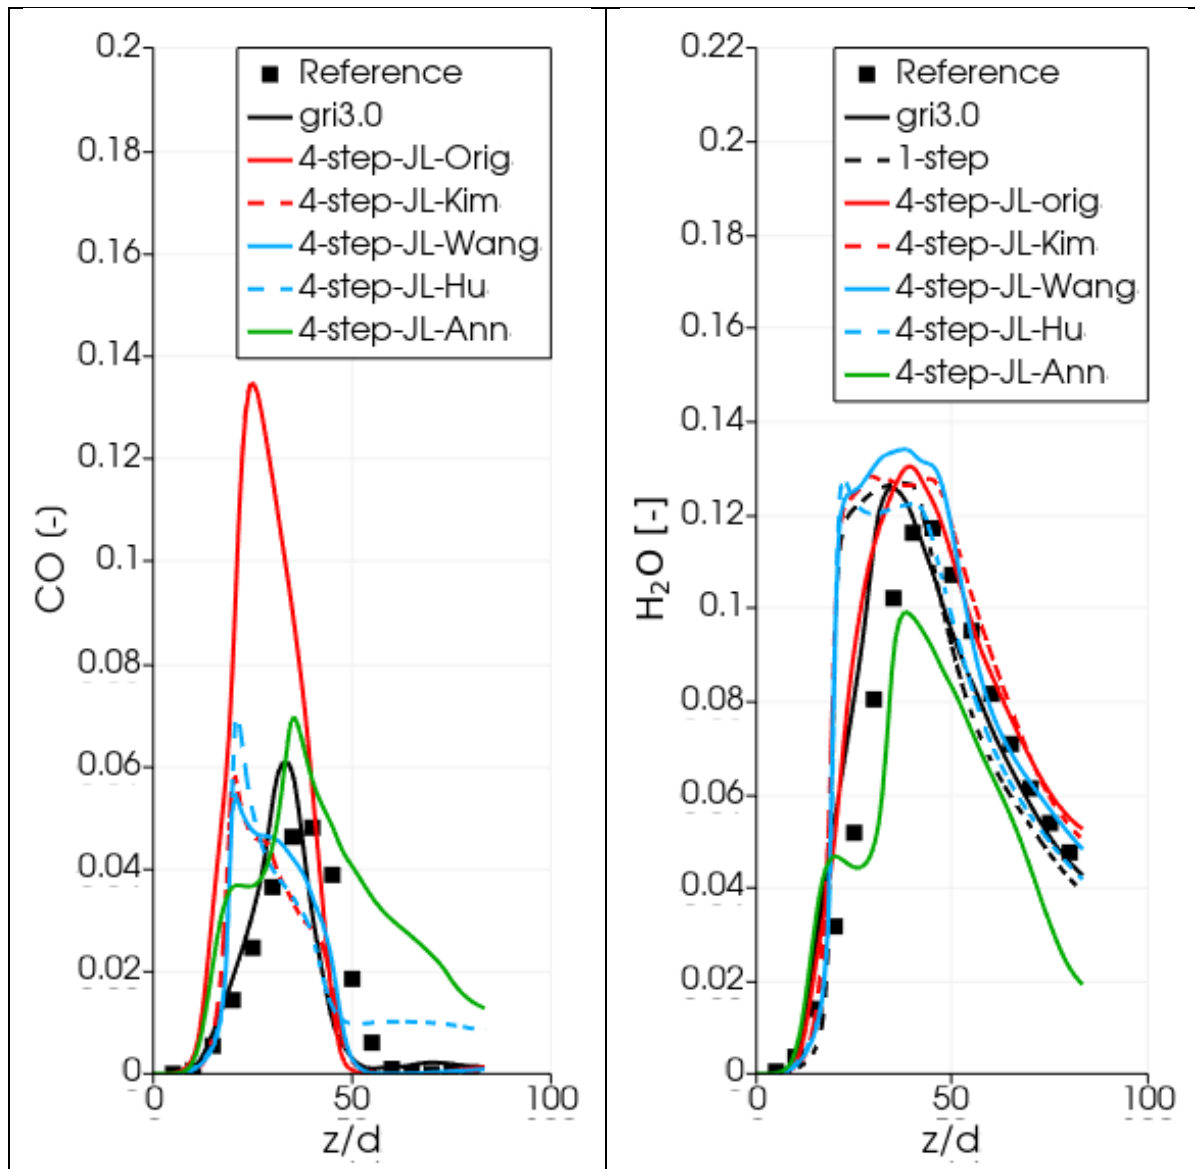 0.2
0.18
0.16
0.14
0.12
0.1
0.08
0.06
0.04
0.02
0
CO (-)
Reference
gri3.0
4-step-JL-Orig.
4-step-JL-Kim.
4-step-JL-Wang.
4-step-JL-Hu.
4-step-JL-Ann.
0 50 100
z/d
0.22
0.2
0.18
0.16
0.14
0.12
0.1
0.08
0.06
0.04
0.02
0
H₂O [-]
Reference
gri3.0
1-step
4-step-JL-orig.
4-step-JL-Kim.
4-step-JL-Wang.
4-step-JL-Hu.
4-step-JL-Ann.
0 50 100
z/d